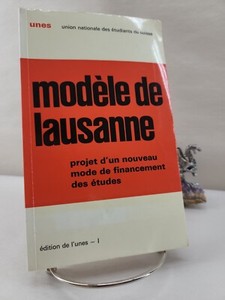 unes
union nationale des étudiants de suisse
modèle de
lausanne
projet d'un nouveau
mode de financement
des études
édition de l'unes – I